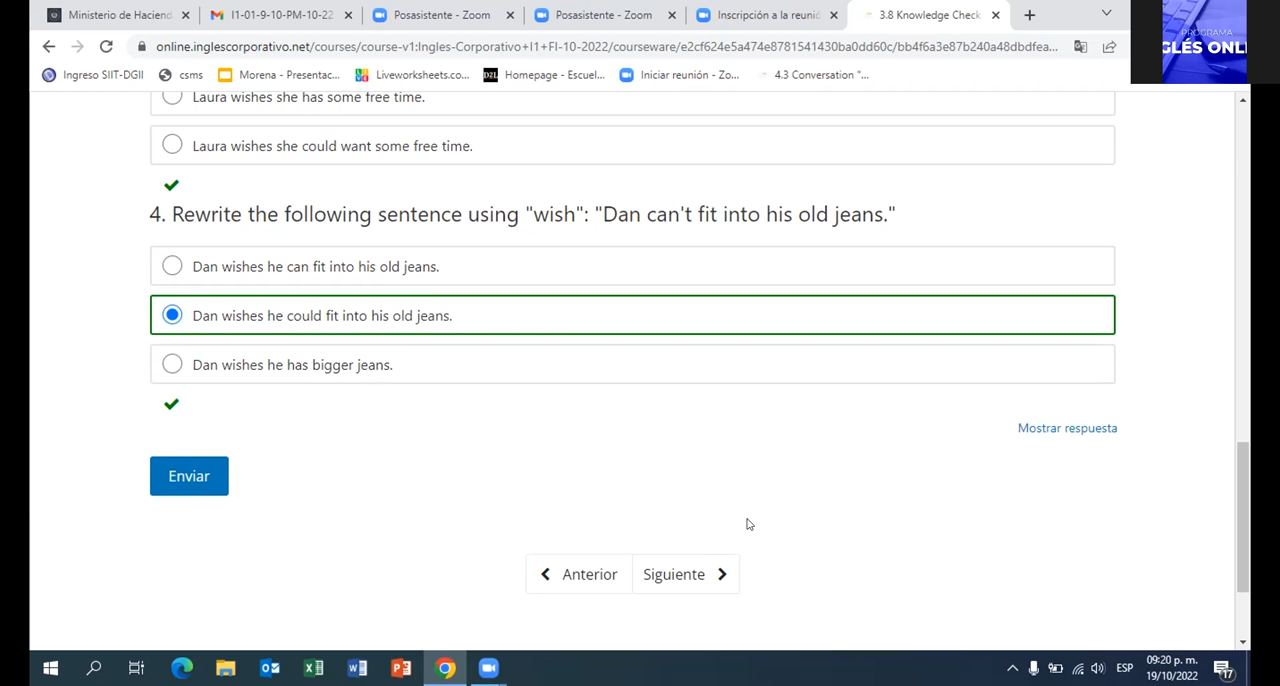 Ministerio de Haciend
I1-01-9-10-PM-10-22
Posasistente - Zoom
Posasistente - Zoom
Inscripción a la reuni
3.8 Knowledge Check
online.inglescorporativo.net/courses/course-v1:Ingles-Corporativo+I1+FI-10-2022/courseware/e2cf624e5a474e8781541430ba0dd60c/bb4f6a3e87b240a48dbdfea...
PROGRAMA
GLÉS ONLI
Ingreso SIIT-DGII
csms
Morena - Presentac...
Liveworksheets.co...
Homepage - Escuel...
Iniciar reunión - Zo...
4.3 Conversation "...
Laura wishes she has some free time.
Laura wishes she could want some free time.
4. Rewrite the following sentence using "wish": "Dan can't fit into his old jeans."
Dan wishes he can fit into his old jeans.
Dan wishes he could fit into his old jeans.
Dan wishes he has bigger jeans.
Mostrar respuesta
Enviar
Anterior
Siguiente
ESP
09:20 p. m.
19/10/2022
17